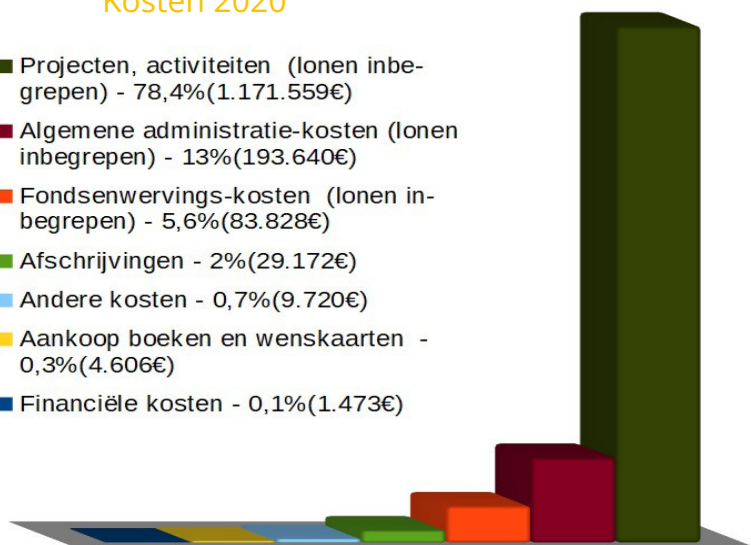 Kosten 2020
Projecten, activiteiten  (lonen inbe-
grepen) - 78,4%(1.171.559€)
Algemene administratie-kosten (lonen
inbegrepen) - 13%(193.640€)
Fondsenwervings-kosten  (lonen in-
begrepen) - 5,6%(83.828€)
Afschrijvingen - 2%(29.172€)
Andere kosten - 0,7%(9.720€)
Aankoop boeken en wenskaarten  -
0,3%(4.606€)
Financiële kosten - 0,1%(1.473€)